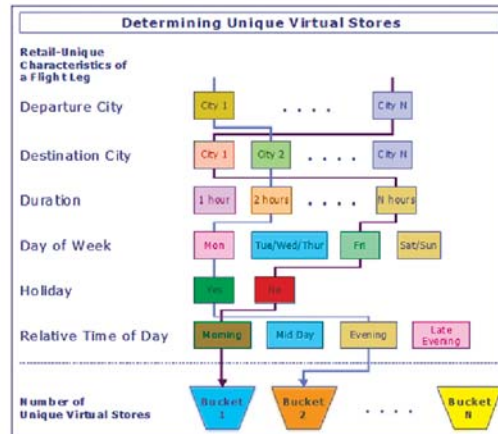 Determining Unique Virtual Stores
Retail-Unique
Characteristics of
a Flight Leg
Departure City
City 1
. . . .
City N
Destination City
City 1
City 2
. . . .
City N
Duration
1 hour
2 hours
. . . .
N hours
Day of Week
Mon
Tue/Wed/Thur
Fri
Sat/Sun
Holiday
Yes
No
Relative Time of Day
Morning
Mid Day
Evening
Late
Evening
Number of
Unique Virtual Stores
Bucket
1
Bucket
2
. . . .
Bucket
N